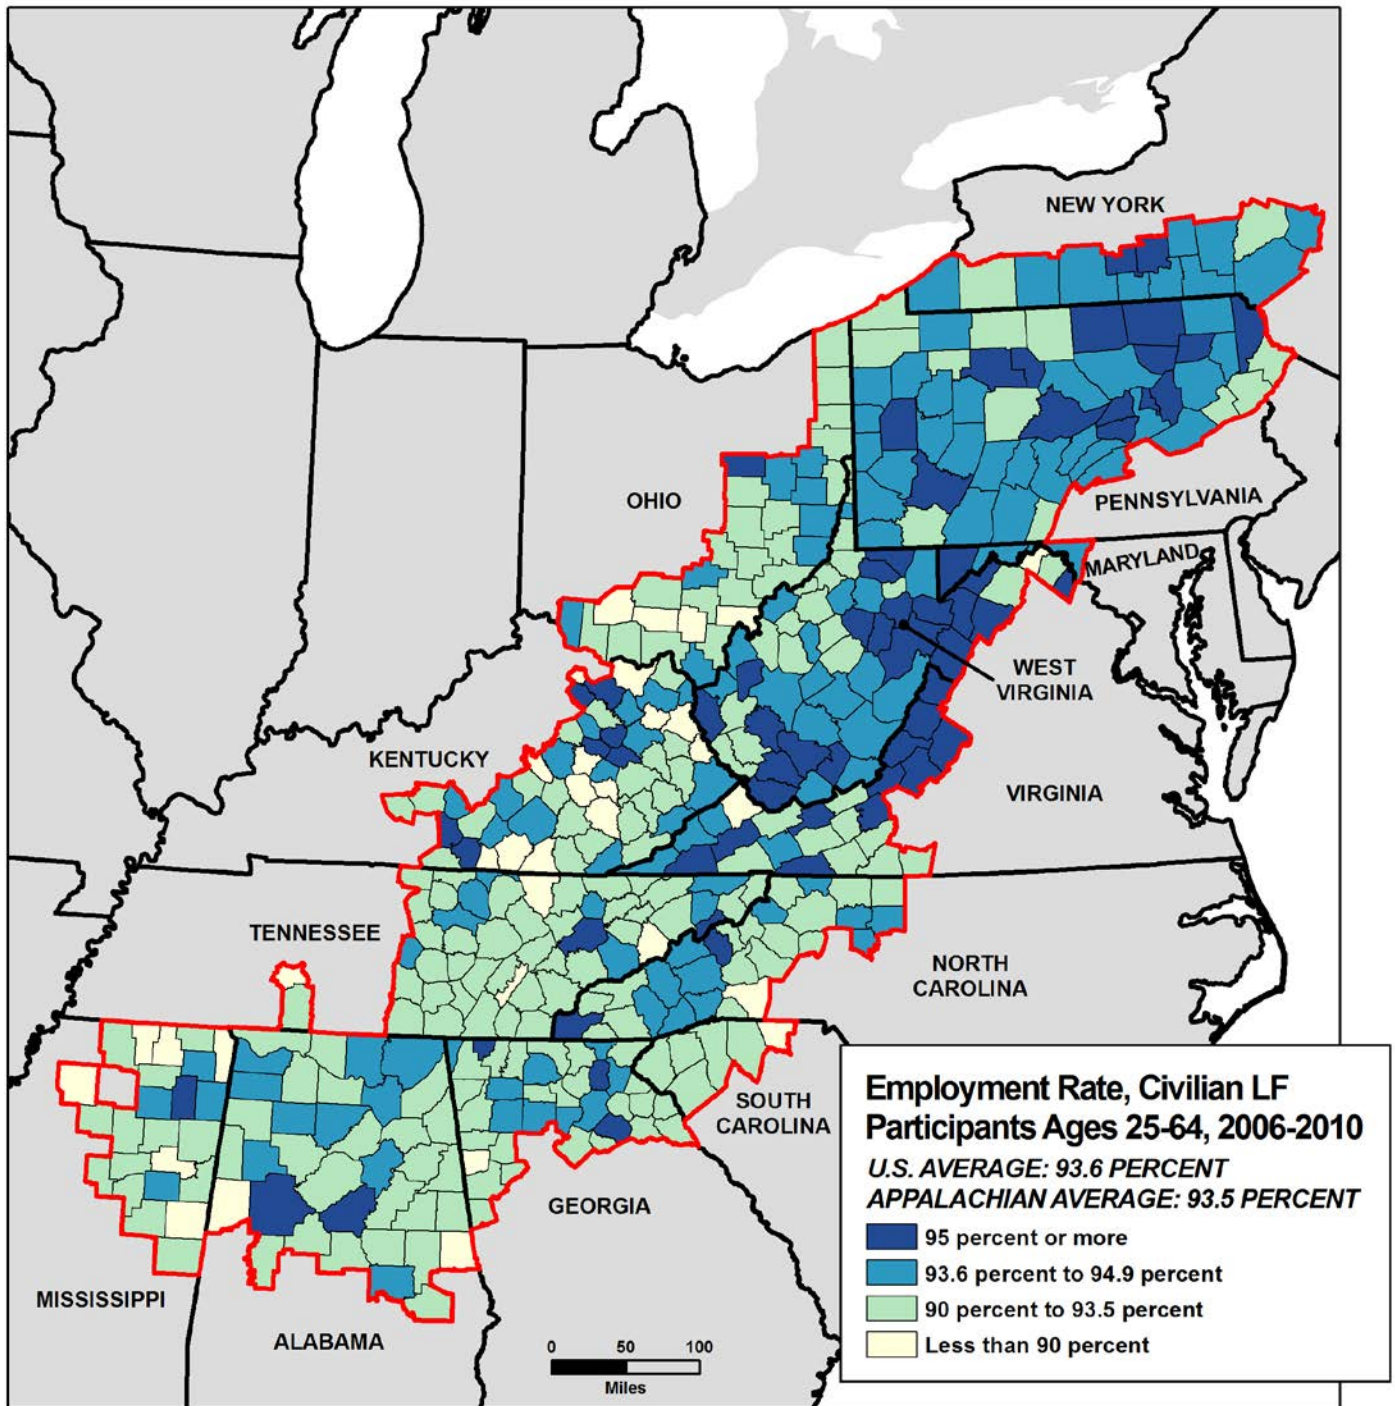 NEW YORK
OHIO
PENNSYLVANIA
MARYLAND
WEST
VIRGINIA
KENTUCKY
VIRGINIA
TENNESSEE
NORTH
CAROLINA
SOUTH
CAROLINA
GEORGIA
MISSISSIPPI
ALABAMA
0 50 100
Miles
Employment Rate, Civilian LF
Participants Ages 25-64, 2006-2010
U.S. AVERAGE: 93.6 PERCENT
APPALACHIAN AVERAGE: 93.5 PERCENT
95 percent or more
93.6 percent to 94.9 percent
90 percent to 93.5 percent
Less than 90 percent